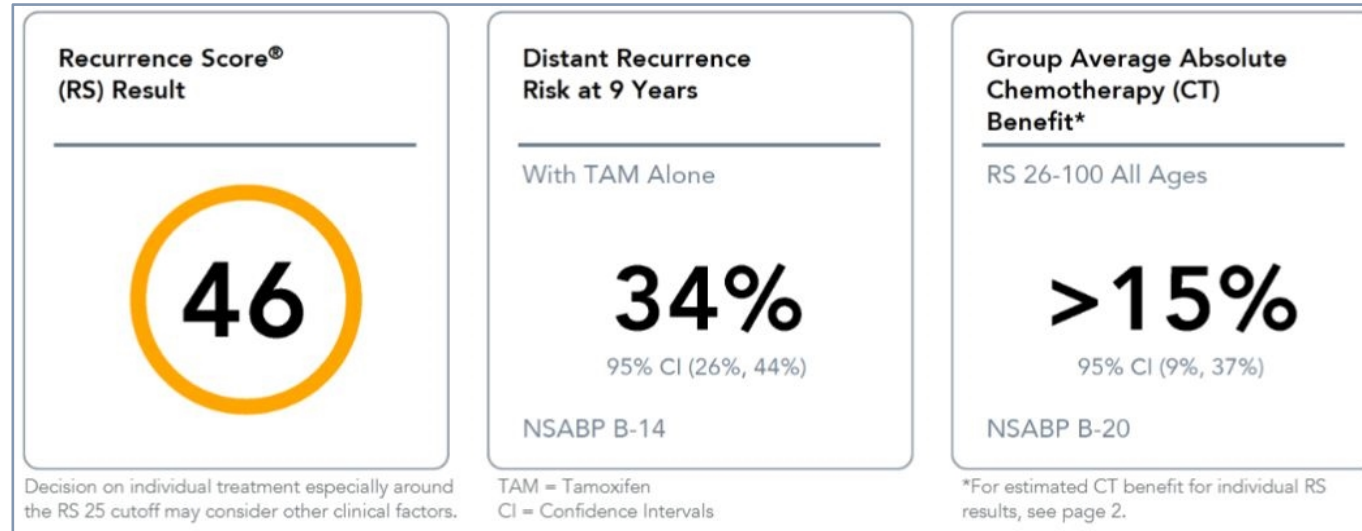 Recurrence Score®
(RS) Result
46
Decision on individual treatment especially around
the RS 25 cutoff may consider other clinical factors.
Distant Recurrence
Risk at 9 Years
With TAM Alone
34%
95% CI (26%, 44%)
NSABP B-14
TAM = Tamoxifen
CI = Confidence Intervals
Group Average Absolute
Chemotherapy (CT)
Benefit*
RS 26-100 All Ages
>15%
95% CI (9%, 37%)
NSABP B-20
*For estimated CT benefit for individual RS
results, see page 2.